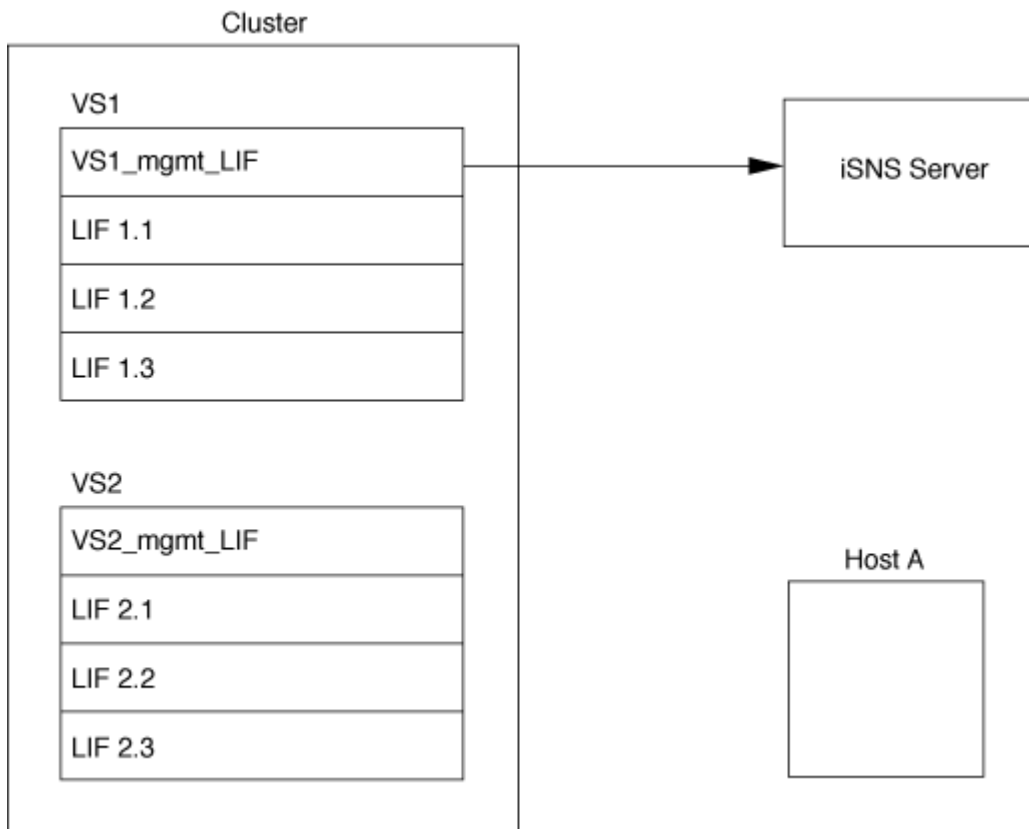 Cluster
VS1
VS1_mgmt_LIF
iSNS Server
LIF 1.1
LIF 1.2
LIF 1.3
VS2
VS2_mgmt_LIF
Host A
LIF 2.1
LIF 2.2
LIF 2.3